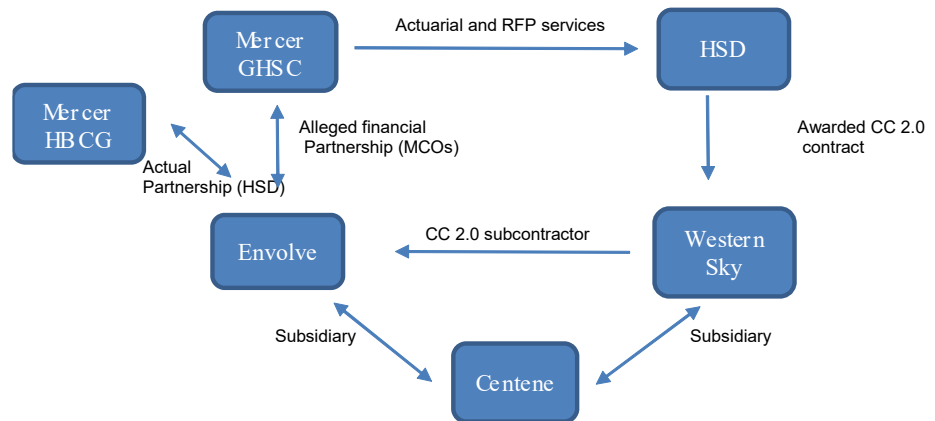 Mercer
GHSC
Actuarial and RFP services
HSD
Mercer
HBCG
Alleged financial
Partnership (MCOs)
Awarded CC 2.0
contract
Actual
Partnership (HSD)
Envolve
CC 2.0 subcontractor
Western
Sky
Subsidiary
Subsidiary
Centene